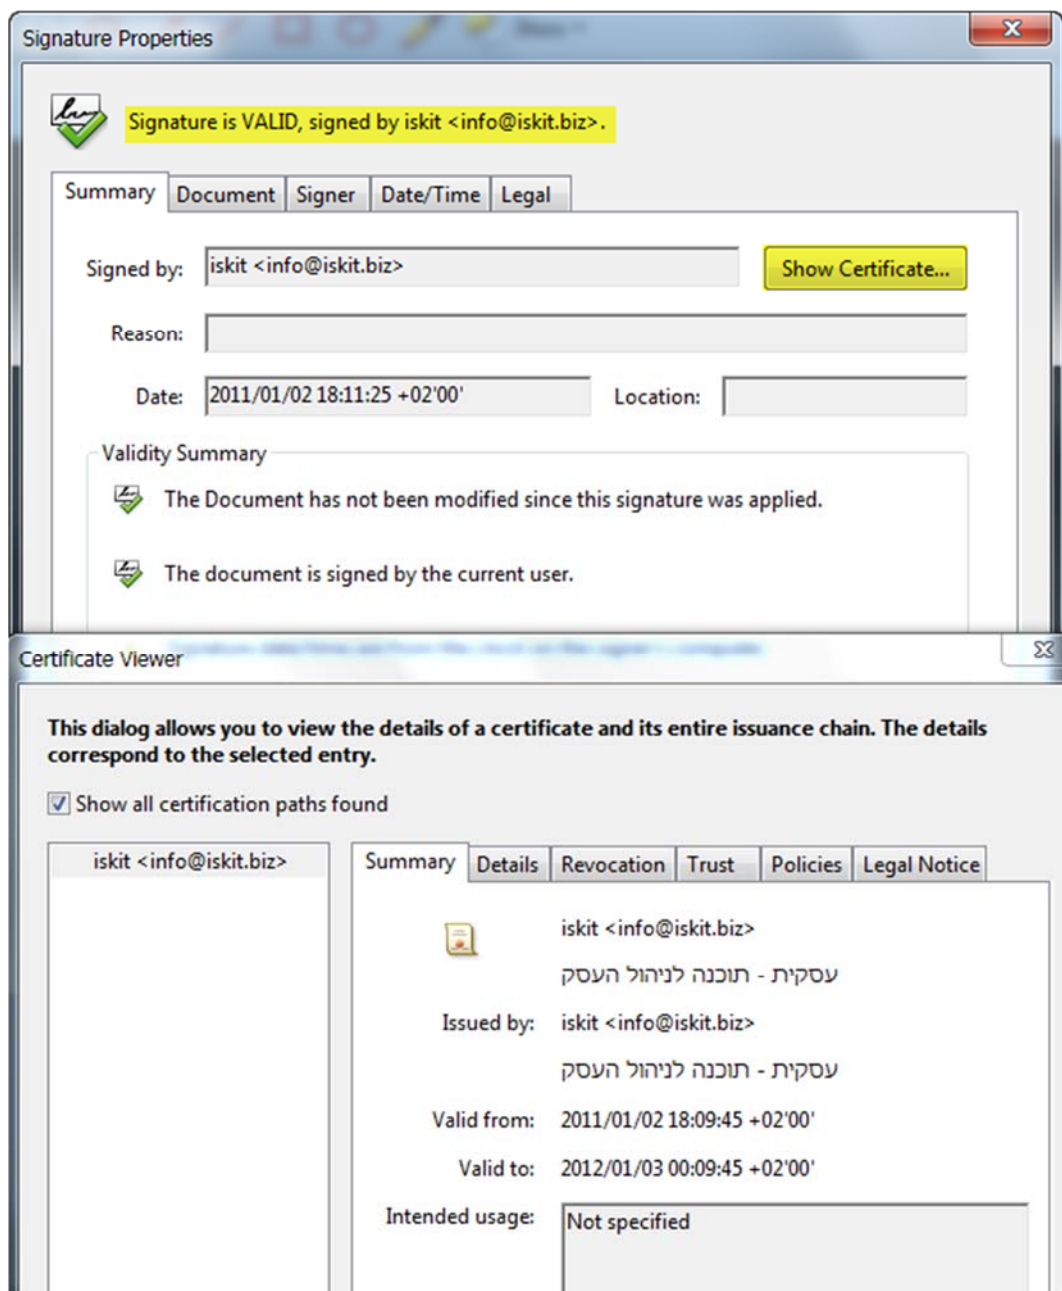 Signature Properties
Signature is VALID, signed by iskit <info@iskit.biz>.
Summary Document Signer Date/Time Legal
Signed by: iskit <info@iskit.biz> Show Certificate...
Reason:
Date: 2011/01/02 18:11:25 +02'00' Location:
Validity Summary
The Document has not been modified since this signature was applied.
The document is signed by the current user.
Certificate Viewer
This dialog allows you to view the details of a certificate and its entire issuance chain. The details
correspond to the selected entry.
Show all certification paths found
iskit <info@iskit.biz>
Summary Details Revocation Trust Policies Legal Notice
iskit <info@iskit.biz>
עסקית - תוכנה לניהול העסק
Issued by: iskit <info@iskit.biz>
עסקית - תוכנה לניהול העסק
Valid from: 2011/01/02 18:09:45 +02'00'
Valid to: 2012/01/03 00:09:45 +02'00'
Intended usage: Not specified